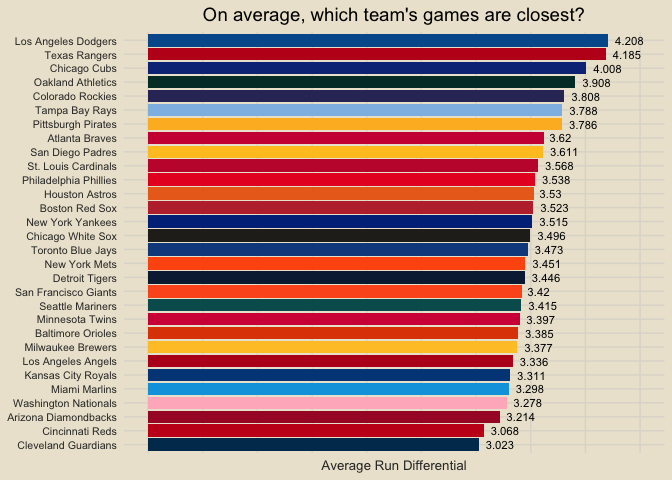 On average, which team's games are closest?
Los Angeles Dodgers 4.208
Texas Rangers 4.185
Chicago Cubs 4.008
Oakland Athletics 3.908
Colorado Rockies 3.808
Tampa Bay Rays 3.788
Pittsburgh Pirates 3.786
Atlanta Braves 3.62
San Diego Padres 3.611
St. Louis Cardinals 3.568
Philadelphia Phillies 3.538
Houston Astros 3.53
Boston Red Sox 3.523
New York Yankees 3.515
Chicago White Sox 3.496
Toronto Blue Jays 3.473
New York Mets 3.451
Detroit Tigers 3.446
San Francisco Giants 3.42
Seattle Mariners 3.415
Minnesota Twins 3.397
Baltimore Orioles 3.385
Milwaukee Brewers 3.377
Los Angeles Angels 3.336
Kansas City Royals 3.311
Miami Marlins 3.298
Washington Nationals 3.278
Arizona Diamondbacks 3.214
Cincinnati Reds 3.068
Cleveland Guardians 3.023
Average Run Differential